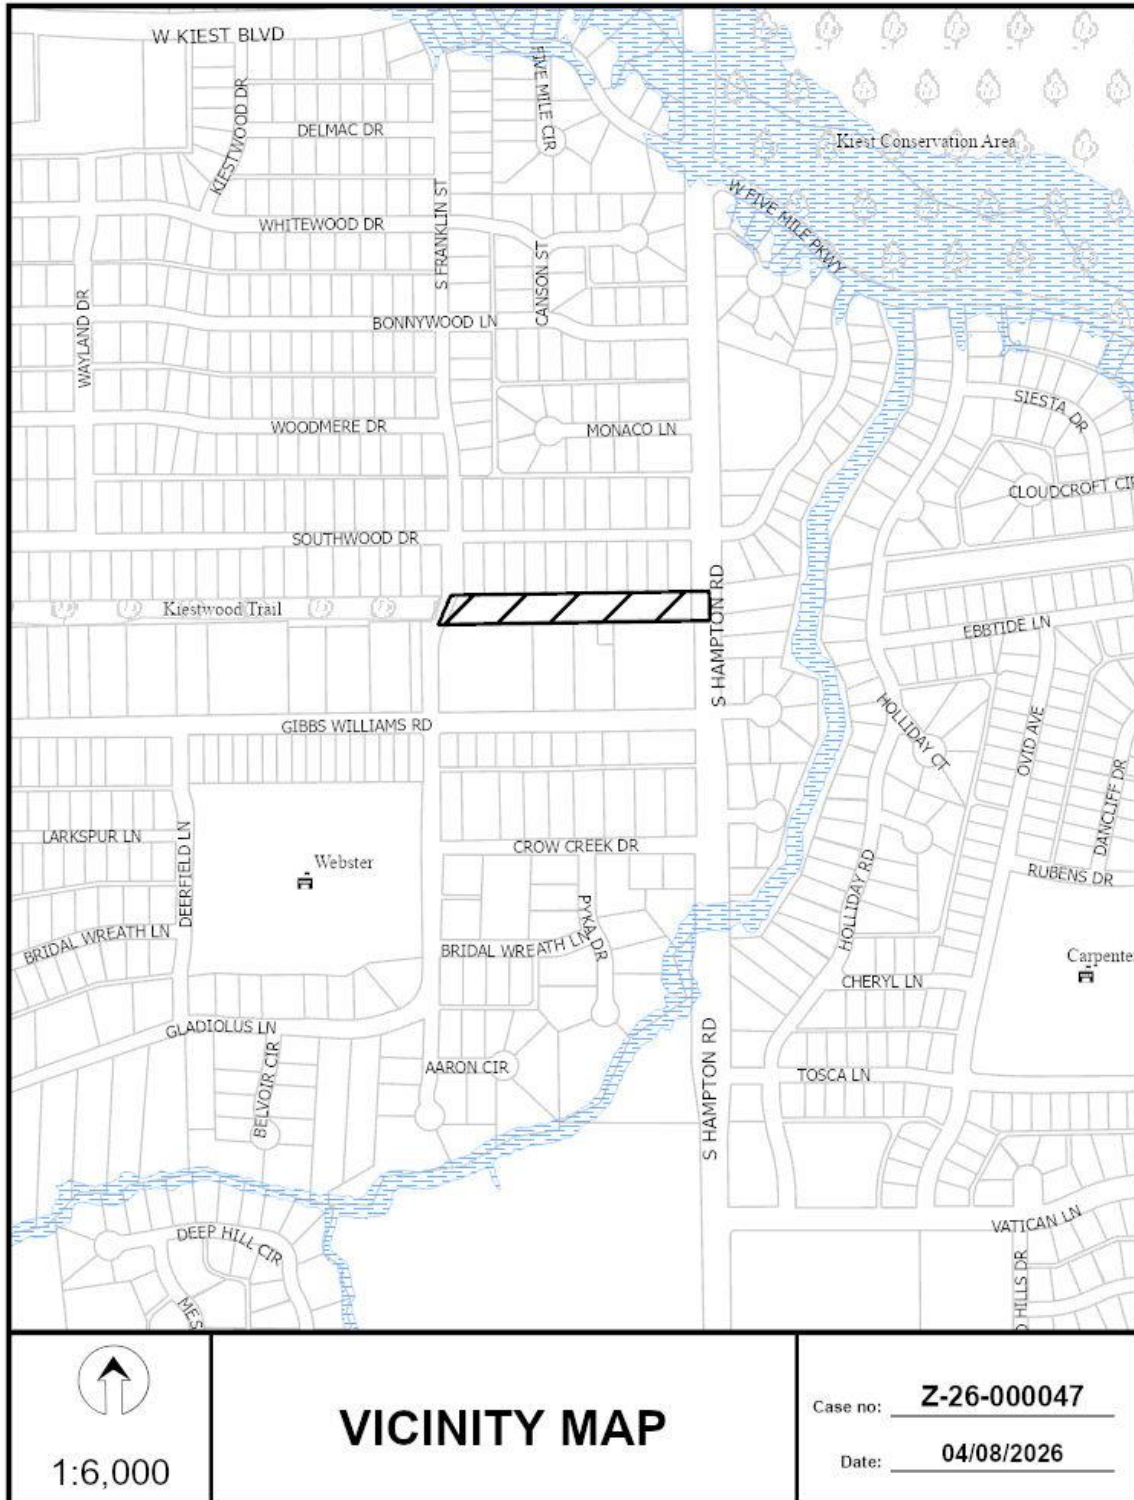 W KIEST BLVD
FIVE MILE CIR
KIESTWOOD DR
DELMAC DR
Kiest Conservation Area
W FIVE MILE PKWY
S FRANKLIN ST
WHITEWOOD DR
CANSON ST
WAYLAND DR
BONNYWOOD LN
SIESTA DR
WOODMERE DR
MONACO LN
CLOUDCROFT CIR
SOUTHWOOD DR
S HAMPTON RD
Kiestwood Trail
EBBTIDE LN
HOLLIDAY CT
GIBBS WILLIAMS RD
OVID AVE
DANCLIFF DR
LARKSPUR LN
DEERFIELD LN
Webster
CROW CREEK DR
RUBENS DR
HOLLIDAY RD
PYKA DR
BRIDAL WREATH LN
BRIDAL WREATH LN
Carpente
CHERYL LN
GLADIOLUS LN
BELVOIR CIR
AARON CIR
S HAMPTON RD
TOSCA LN
VATICAN LN
DEEP HILL CIR
MES
HILLS DR
1:6,000
VICINITY MAP
Case no: Z-26-000047
Date: 04/08/2026